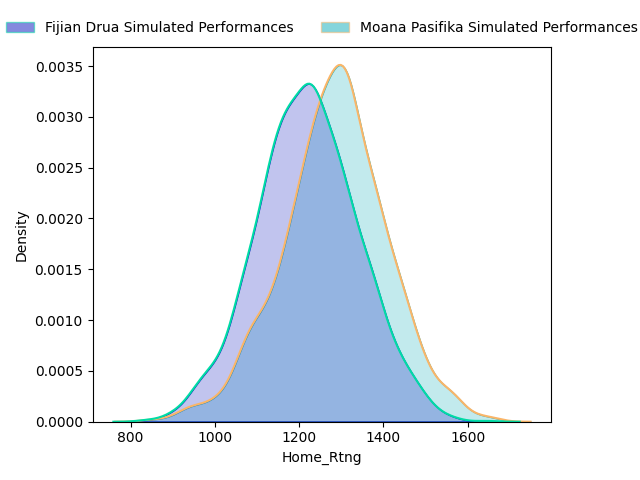 Fijian Drua Simulated Performances Moana Pasifika Simulated Performances
0.0035
0.0030
0.0025
0.0020
0.0015
0.0010
0.0005
0.0000
Density
800 1000 1200 1400 1600
Home_Rtng